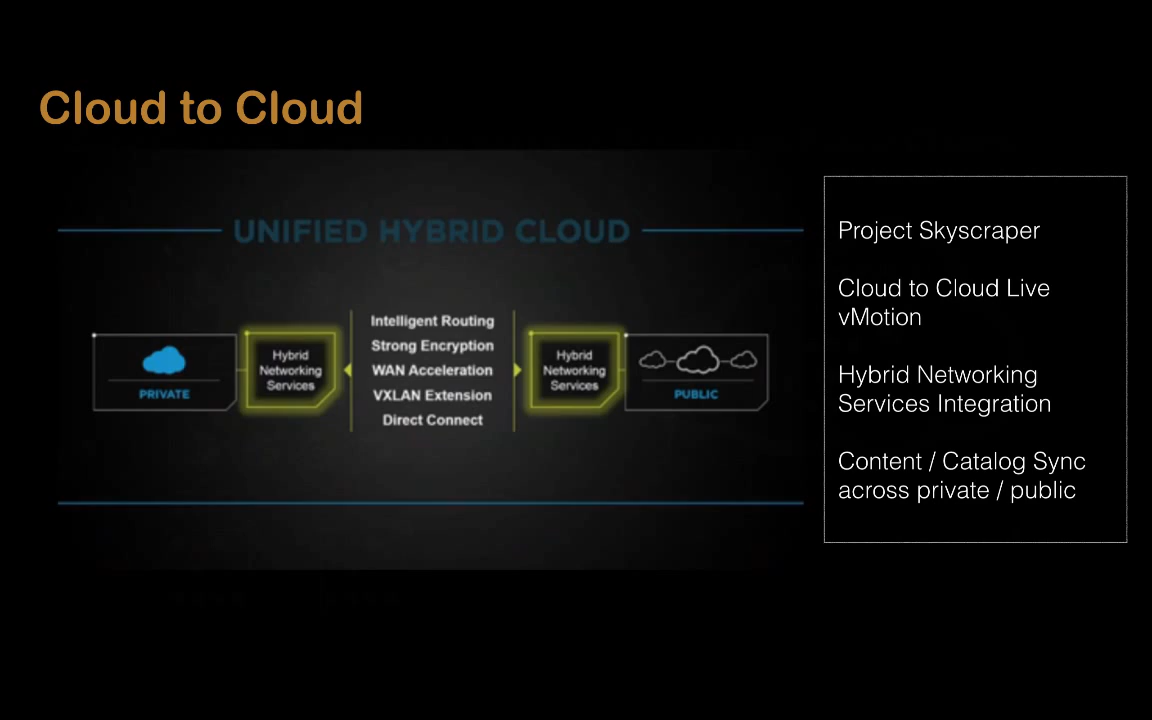 Cloud to Cloud
UNIFIED HYBRID CLOUD
PRIVATE
Hybrid
Networking
Services
Intelligent Routing
Strong Encryption
WAN Acceleration
VXLAN Extension
Direct Connect
Hybrid
Networking
Services
PUBLIC
Project Skyscraper
Cloud to Cloud Live
vMotion
Hybrid Networking
Services Integration
Content / Catalog Sync
across private / public